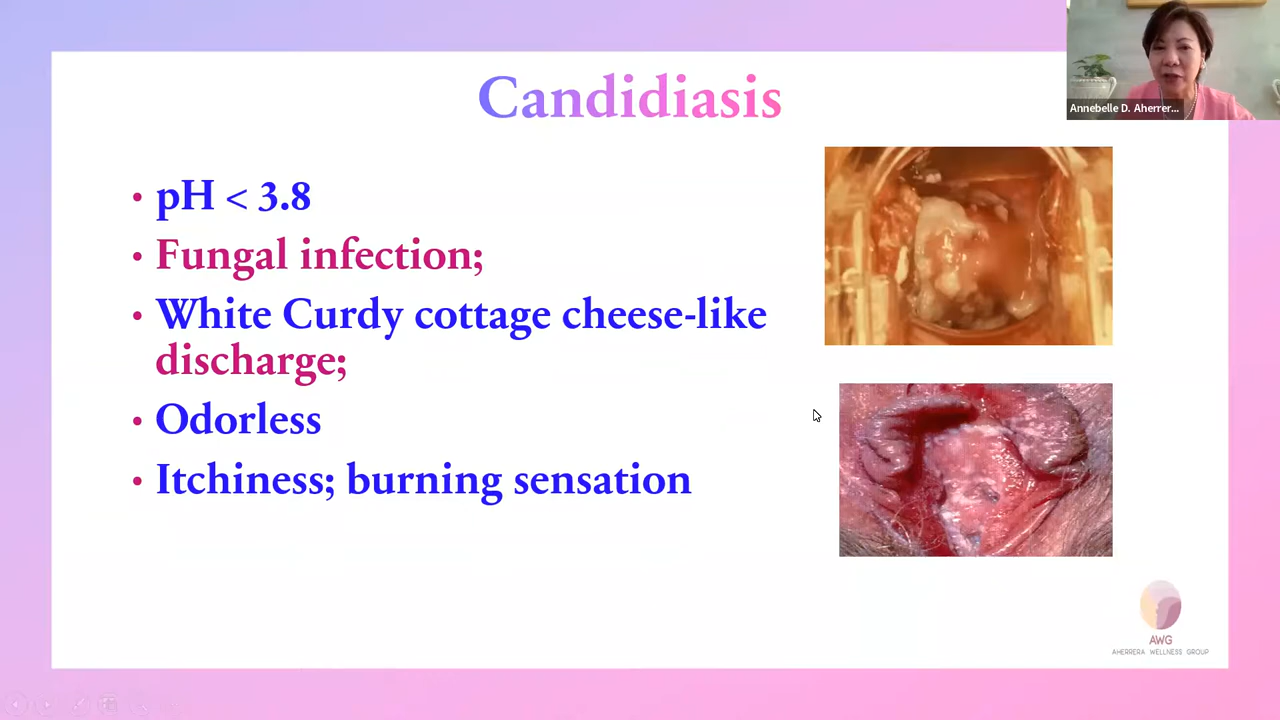 Candidiasis
Annebelle D. Aherrer...
• pH < 3.8
• Fungal infection;
• White Curdy cottage cheese-like
discharge;
• Odorless
• Itchiness; burning sensation
AWG
AHERRERA WELLNESS GROUP